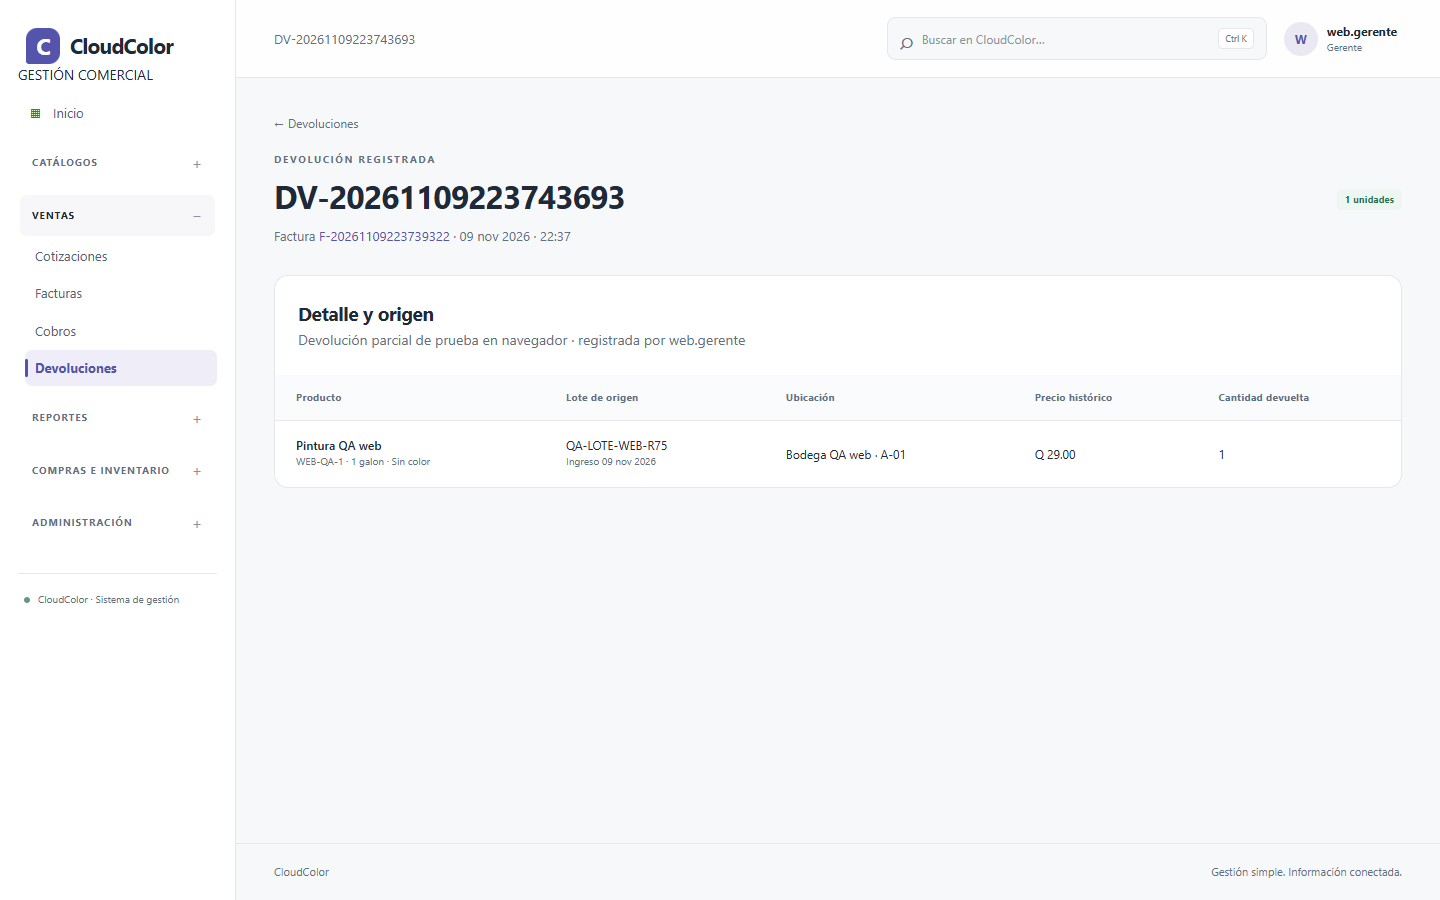 C CloudColor
GESTIÓN COMERCIAL
Inicio
CATÁLOGOS +
VENTAS −
Cotizaciones
Facturas
Cobros
Devoluciones
REPORTES +
COMPRAS E INVENTARIO +
ADMINISTRACIÓN +
CloudColor · Sistema de gestión
DV-20261109223743693
Buscar en CloudColor... Ctrl K
W web.gerente
Gerente
← Devoluciones
DEVOLUCIÓN REGISTRADA
DV-20261109223743693
1 unidades
Factura F-20261109223739322 · 09 nov 2026 · 22:37
Detalle y origen
Devolución parcial de prueba en navegador · registrada por web.gerente
Producto Lote de origen Ubicación Precio histórico Cantidad devuelta
Pintura QA web QA-LOTE-WEB-R75 Bodega QA web · A-01 Q 29.00 1
WEB-QA-1 · 1 galon · Sin color Ingreso 09 nov 2026
CloudColor Gestión simple. Información conectada.